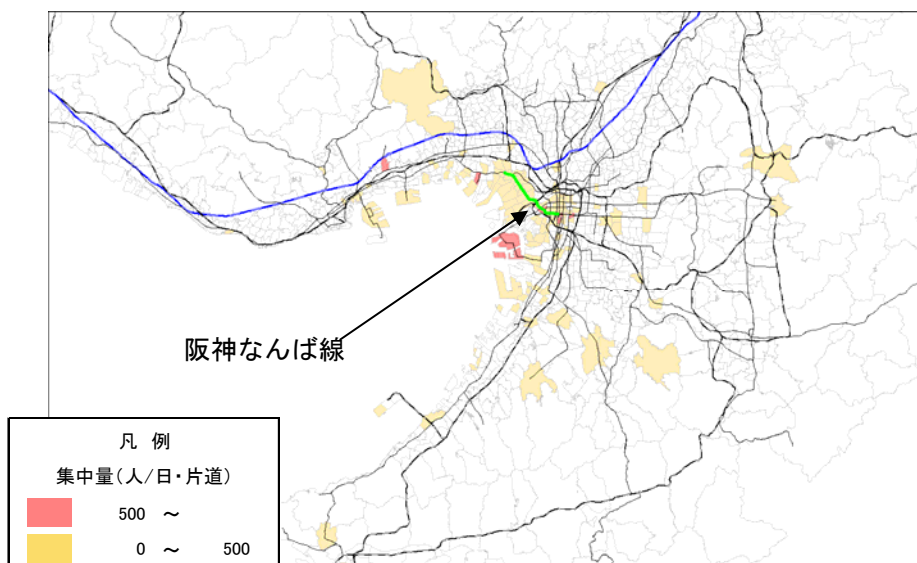 阪神なんば線
凡 例
集中量(人/日・片道)
500 ～
0 ～ 500